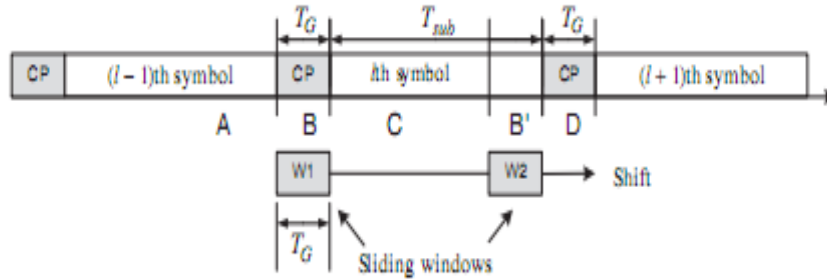 T_G T_sub T_G
CP (l − 1)th symbol CP lth symbol CP (l + 1)th symbol
A B C B' D
W1 W2 Shift
T_G Sliding windows